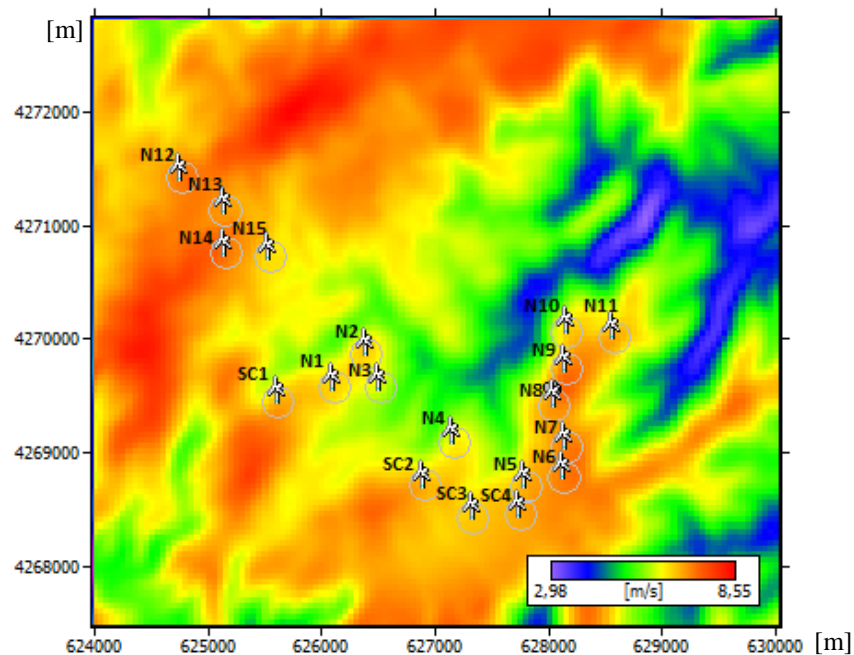 [m]
4272000
N12
N13
4271000
N14 N15
N10 N11
4270000
N2
N9
SC1 N1 N3
N8
N4
N7
4269000
SC2 N5 N6
SC3 SC4
4268000
2,98 [m/s] 8,55
624000 625000 626000 627000 628000 629000 630000 [m]